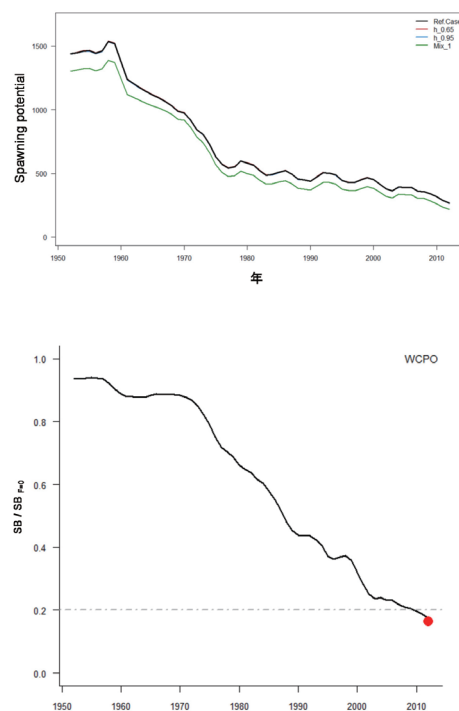 Ref.Case
h_0.65
h_0.95
Mix_1
Spawning potential
1500
1000
500
0
1950 1960 1970 1980 1990 2000 2010
年
WCPO
SB / SB F=0
1.0
0.8
0.6
0.4
0.2
0.0
1950 1960 1970 1980 1990 2000 2010